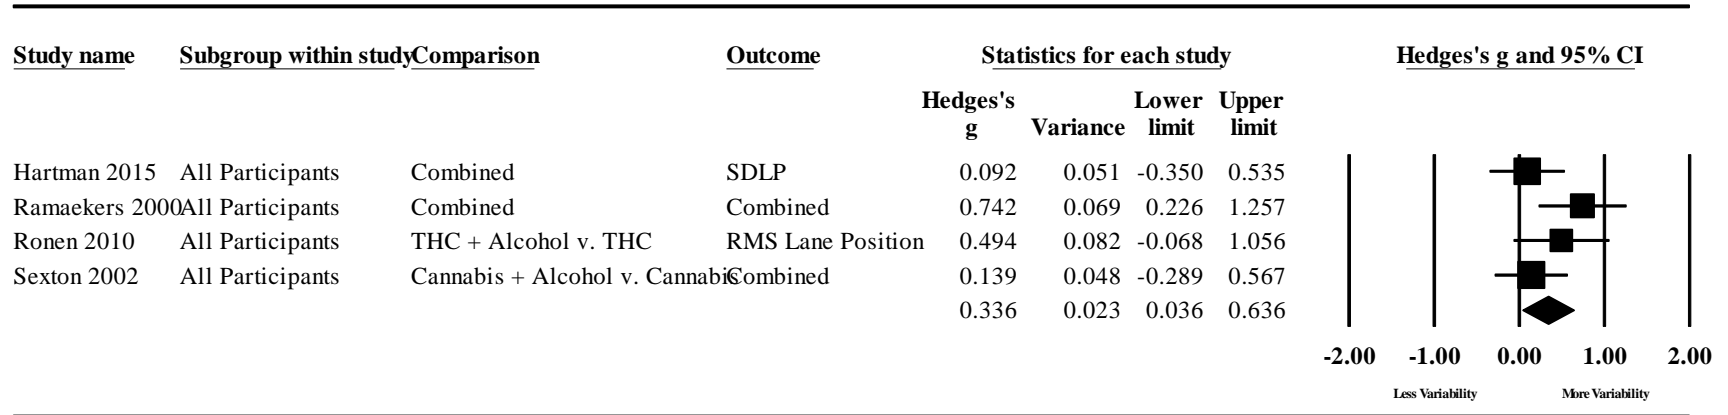 Study name Subgroup within study Comparison Outcome Statistics for each study Hedges's g and 95% CI
Hedges's Lower Upper
g Variance limit limit
Hartman 2015 All Participants Combined SDLP 0.092 0.051 -0.350 0.535
Ramaekers 2000 All Participants Combined Combined 0.742 0.069 0.226 1.257
Ronen 2010 All Participants THC + Alcohol v. THC RMS Lane Position 0.494 0.082 -0.068 1.056
Sexton 2002 All Participants Cannabis + Alcohol v. Cannabis Combined 0.139 0.048 -0.289 0.567
0.336 0.023 0.036 0.636
-2.00 -1.00 0.00 1.00 2.00
Less Variability More Variability